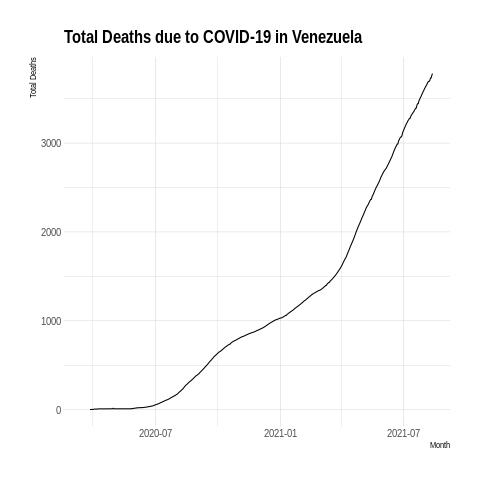 Total Deaths due to COVID-19 in Venezuela
Total Deaths
3000
2000
1000
0
2020-07 2021-01 2021-07
Month